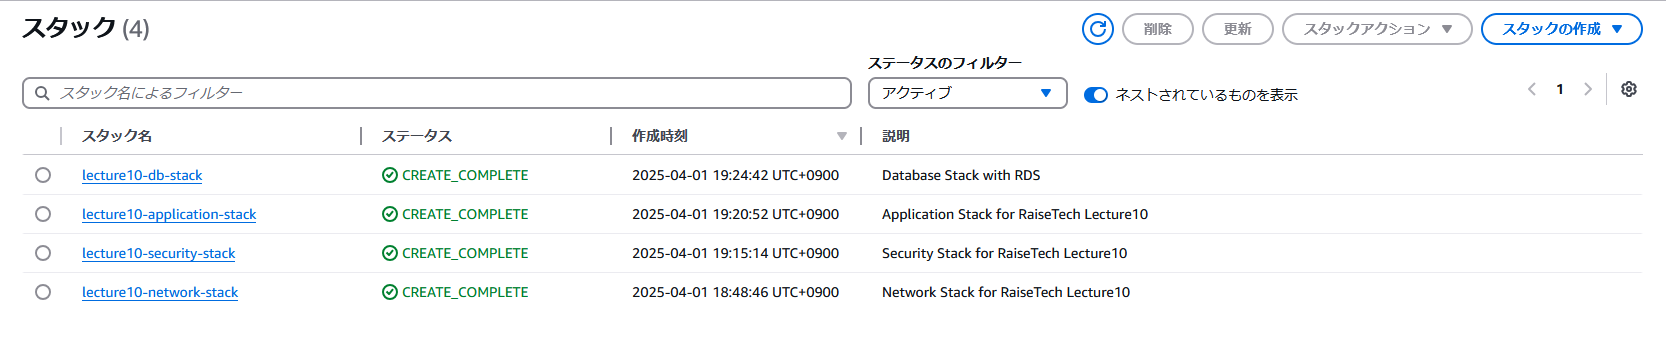 スタック (4)
削除 更新 スタックアクション スタックの作成
ステータスのフィルター
スタック名によるフィルター アクティブ ネストされているものを表示 1
スタック名 ステータス 作成時刻 説明
lecture10-db-stack CREATE_COMPLETE 2025-04-01 19:24:42 UTC+0900 Database Stack with RDS
lecture10-application-stack CREATE_COMPLETE 2025-04-01 19:20:52 UTC+0900 Application Stack for RaiseTech Lecture10
lecture10-security-stack CREATE_COMPLETE 2025-04-01 19:15:14 UTC+0900 Security Stack for RaiseTech Lecture10
lecture10-network-stack CREATE_COMPLETE 2025-04-01 18:48:46 UTC+0900 Network Stack for RaiseTech Lecture10